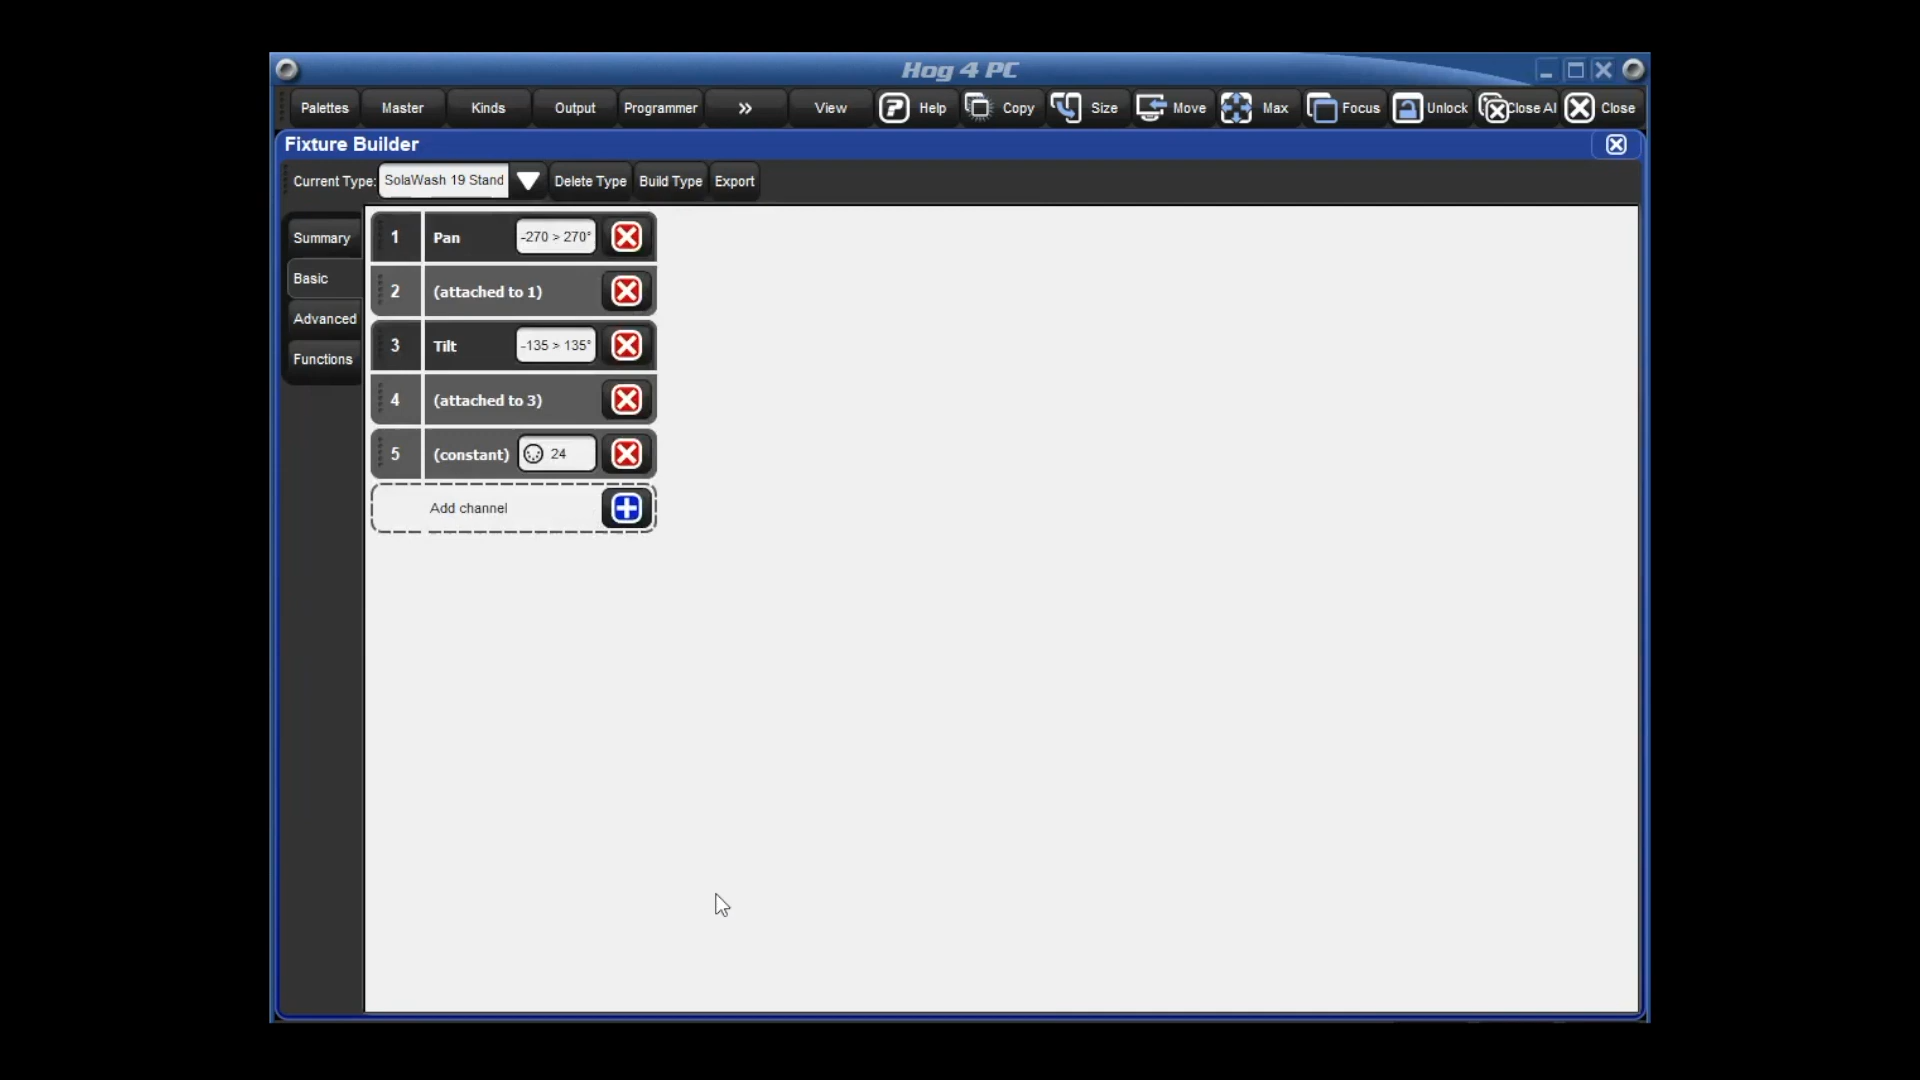 Hog 4 PC
Palettes Master Kinds Output Programmer » View Help Copy Size Move Max Focus Unlock Close Al Close
Fixture Builder
Current Type: SolaWash 19 Stand Delete Type Build Type Export
Summary
Basic
Advanced
Functions
1 Pan -270 > 270°
2 (attached to 1)
3 Tilt -135 > 135°
4 (attached to 3)
5 (constant) 24
Add channel